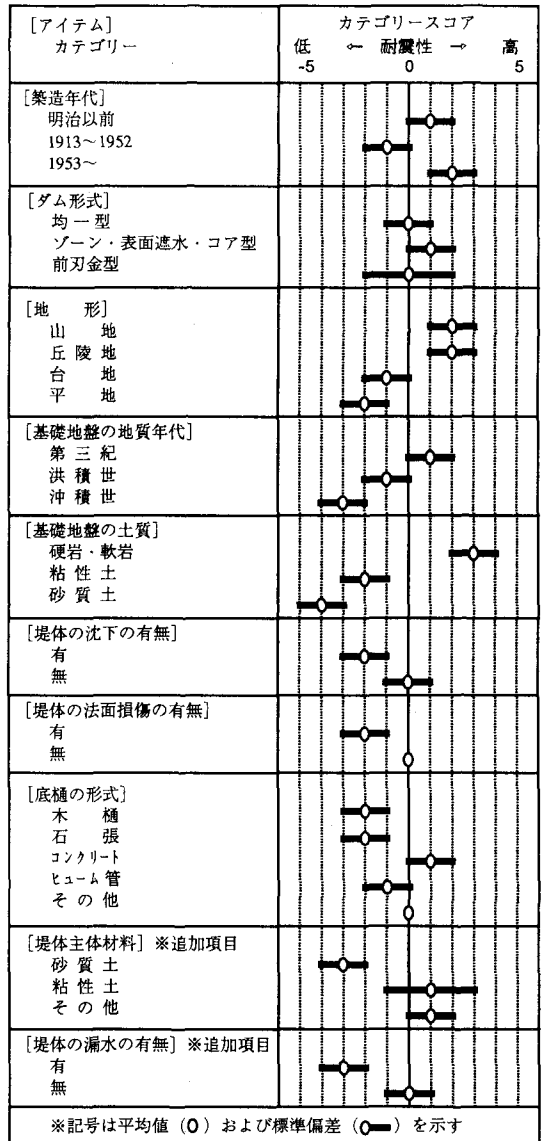 [アイテム]
カテゴリー
カテゴリースコア
低 ← 耐震性 → 高
-5 0 5
[築造年代]
明治以前
1913～1952
1953～
[ダム形式]
均一型
ゾーン・表面遮水・コア型
前刃金型
[地 形]
山 地
丘 陵 地
台 地
平 地
[基礎地盤の地質年代]
第 三 紀
洪 積 世
沖 積 世
[基礎地盤の土質]
硬岩・軟岩
粘 性 土
砂 質 土
[堤体の沈下の有無]
有
無
[堤体の法面損傷の有無]
有
無
[底樋の形式]
木 樋
石 張
コンクリート
ヒューム管
そ の 他
[堤体主体材料] ※追加項目
砂 質 土
粘 性 土
そ の 他
[堤体の漏水の有無] ※追加項目
有
無
※記号は平均値 (O) および標準偏差 (O━) を示す